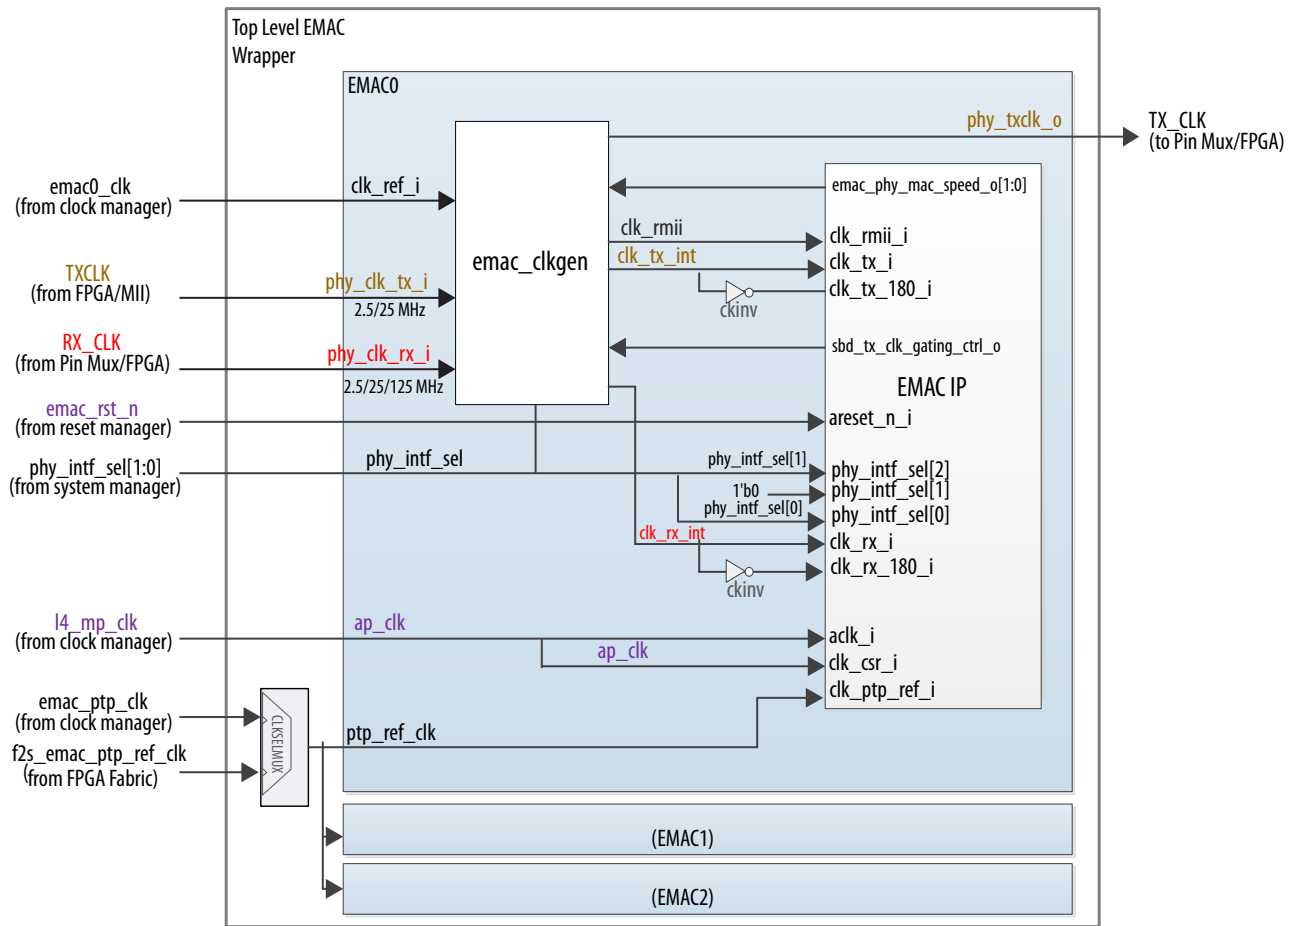 Top Level EMAC
Wrapper
EMAC0
phy_txclk_o
TX_CLK
(to Pin Mux/FPGA)
emac0_clk
(from clock manager)
clk_ref_i
emac_phy_mac_speed_o[1:0]
clk_rmii
clk_rmii_i
emac_clkgen
clk_tx_int
clk_tx_i
TXCLK
(from FPGA/MII)
phy_clk_tx_i
2.5/25 MHz
clk_tx_180_i
ckinv
RX_CLK
(from Pin Mux/FPGA)
phy_clk_rx_i
2.5/25/125 MHz
sbd_tx_clk_gating_ctrl_o
EMAC IP
emac_rst_n
(from reset manager)
areset_n_i
phy_intf_sel[1:0]
(from system manager)
phy_intf_sel
phy_intf_sel[1]
phy_intf_sel[2]
1'b0
phy_intf_sel[1]
phy_intf_sel[0]
phy_intf_sel[0]
clk_rx_int
clk_rx_i
clk_rx_180_i
ckinv
l4_mp_clk
(from clock manager)
ap_clk
aclk_i
ap_clk
clk_csr_i
clk_ptp_ref_i
emac_ptp_clk
(from clock manager)
CLKSELMUX
ptp_ref_clk
f2s_emac_ptp_ref_clk
(from FPGA Fabric)
(EMAC1)
(EMAC2)